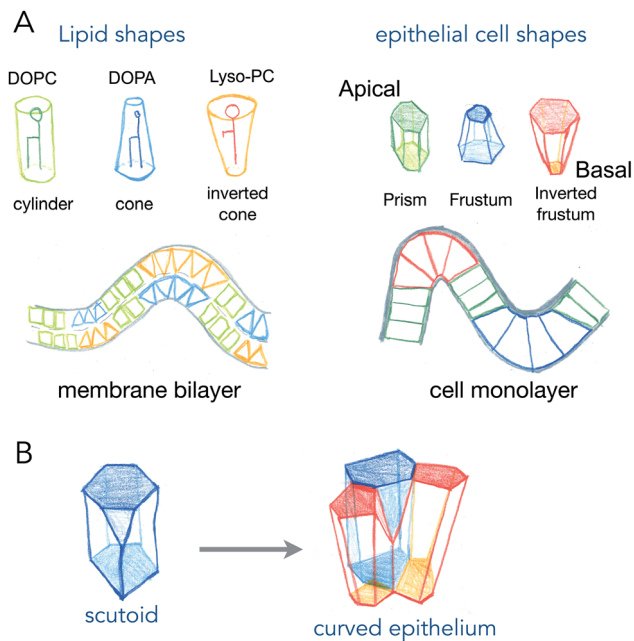 A
Lipid shapes
epithelial cell shapes
DOPC
DOPA
Lyso-PC
Apical
Basal
cylinder
cone
inverted
cone
Prism
Frustum
Inverted
frustum
membrane bilayer
cell monolayer
B
scutoid
curved epithelium